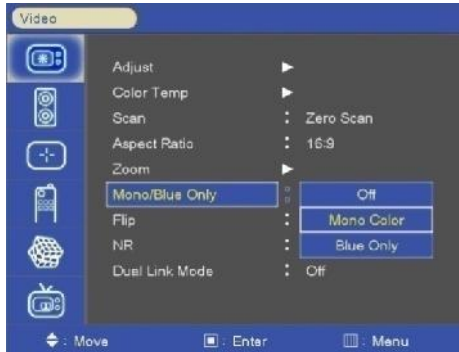 Video
Adjust ▶
Color Temp ▶
Scan : Zero Scan
Aspect Ratio : 16:9
Zoom ▶
Mono/Blue Only : Off
Flip : Mono Color
NR : Blue Only
Dual Link Mode : Off
: Move : Enter : Menu